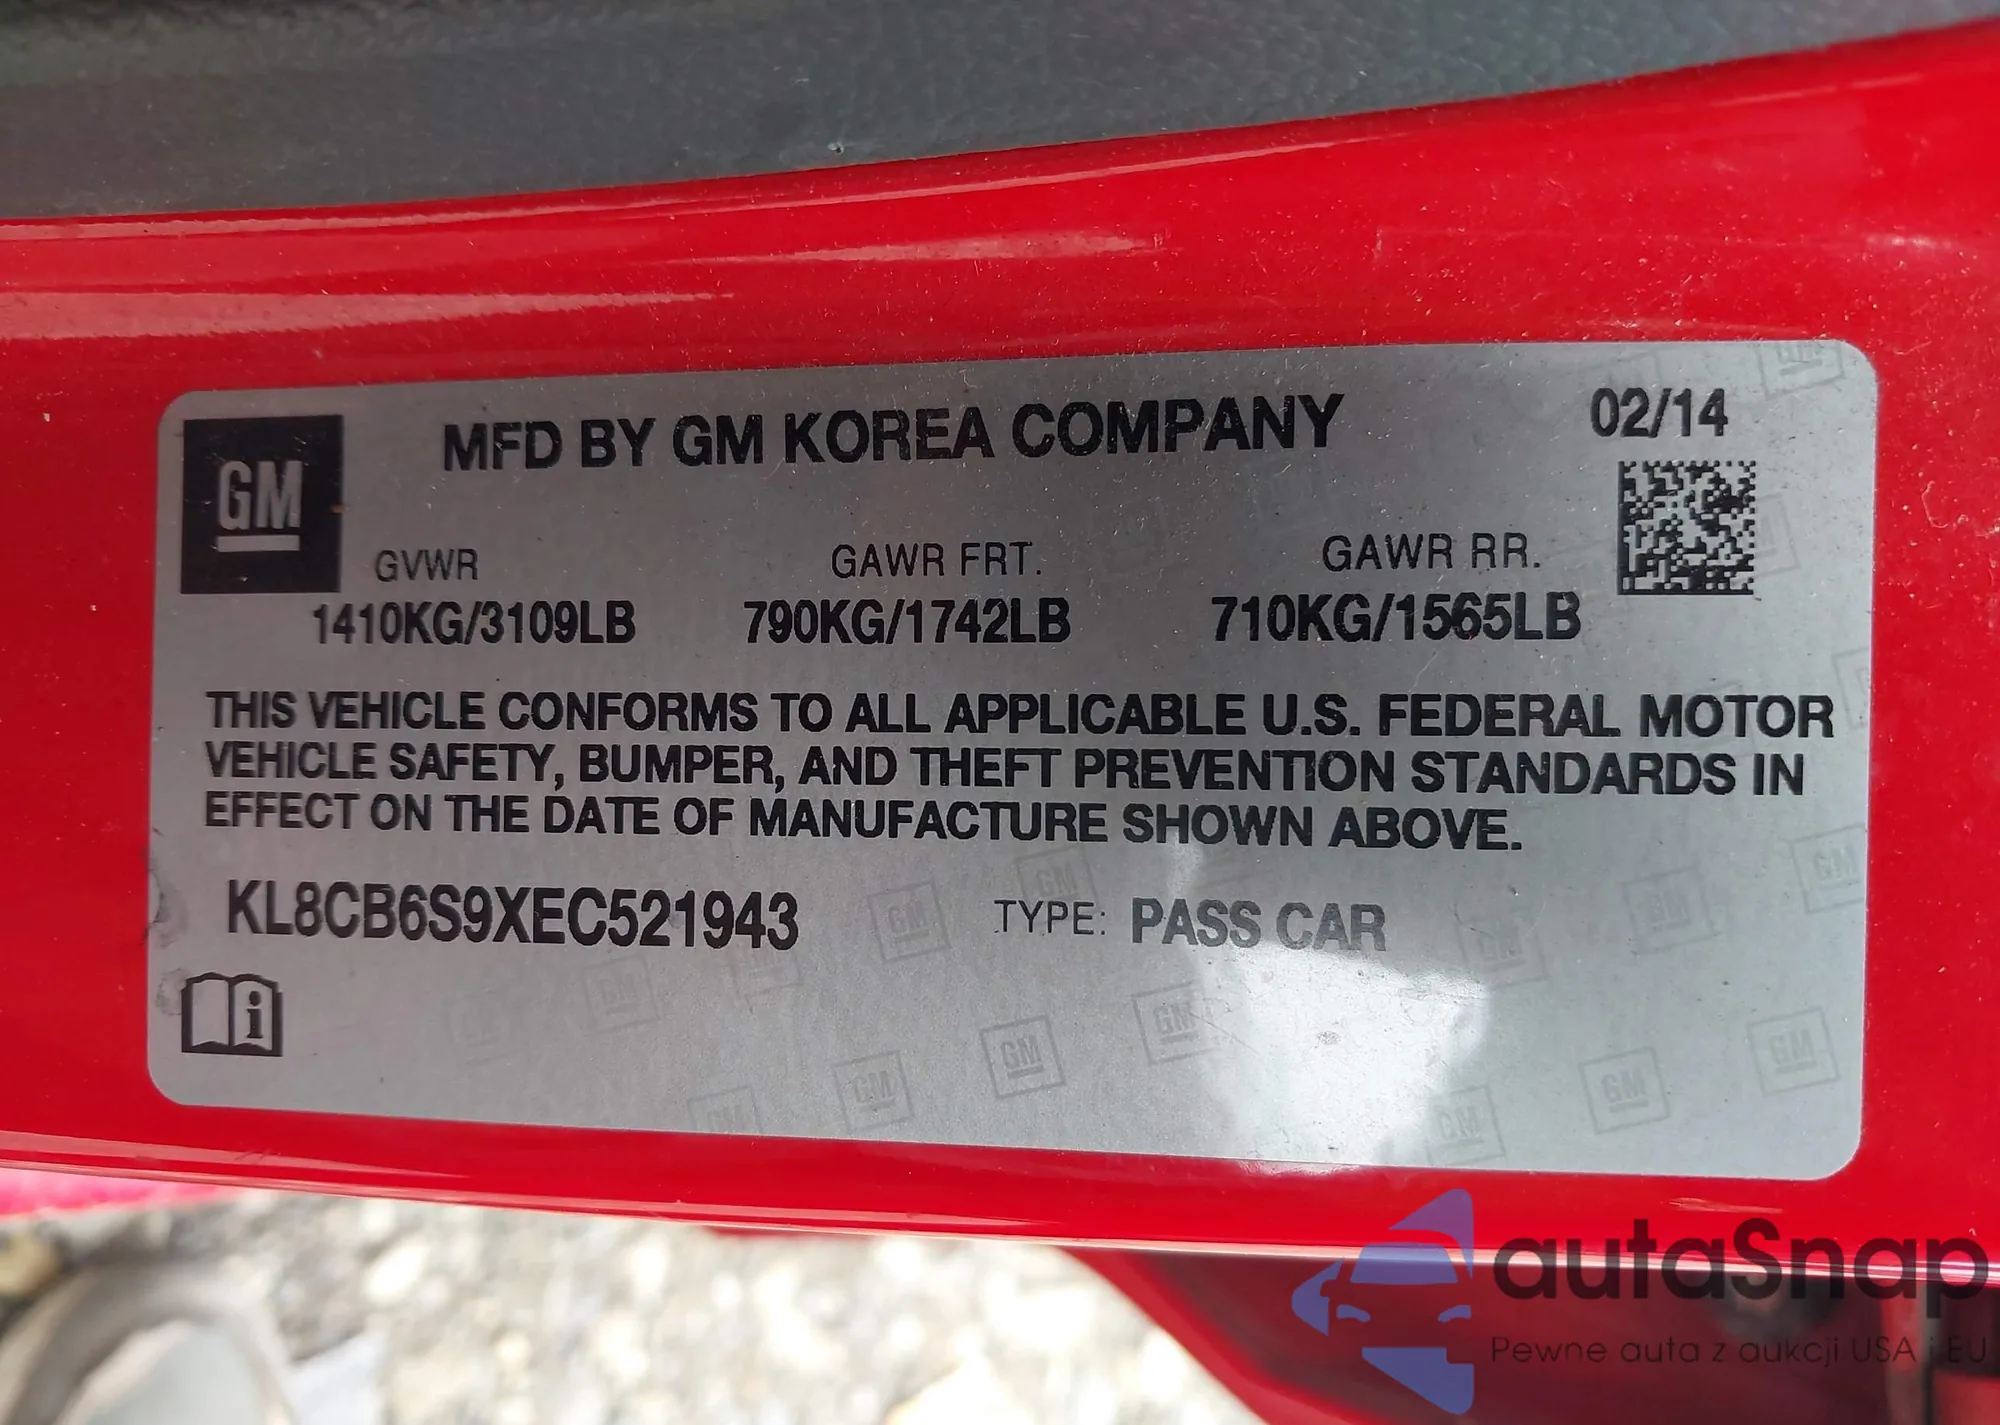 MFD BY GM KOREA COMPANY 02/14
GM
GVWR GAWR FRT. GAWR RR.
1410KG/3109LB 790KG/1742LB 710KG/1565LB
THIS VEHICLE CONFORMS TO ALL APPLICABLE U.S. FEDERAL MOTOR
VEHICLE SAFETY, BUMPER, AND THEFT PREVENTION STANDARDS IN
EFFECT ON THE DATE OF MANUFACTURE SHOWN ABOVE.
KL8CB6S9XEC521943 TYPE: PASS CAR
i
autaSnap
Pewne auta z aukcji USA i EU